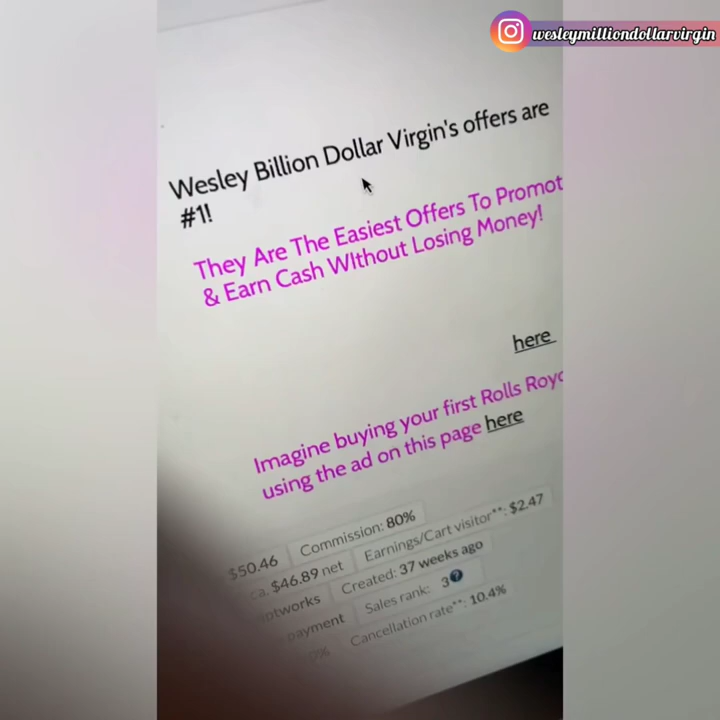 wesleymilliondollarvirgin
Wesley Billion Dollar Virgin's offers are
#1!
They Are The Easiest Offers To Promot
& Earn Cash WIthout Losing Money!
here
Imagine buying your first Rolls Royc
using the ad on this page here
$50.46 Commission: 80%
ca. $46.89 net Earnings/Cart visitor**: $2.47
Created: 37 weeks ago
payment Sales rank: 3
Cancellation rate**: 10.4%